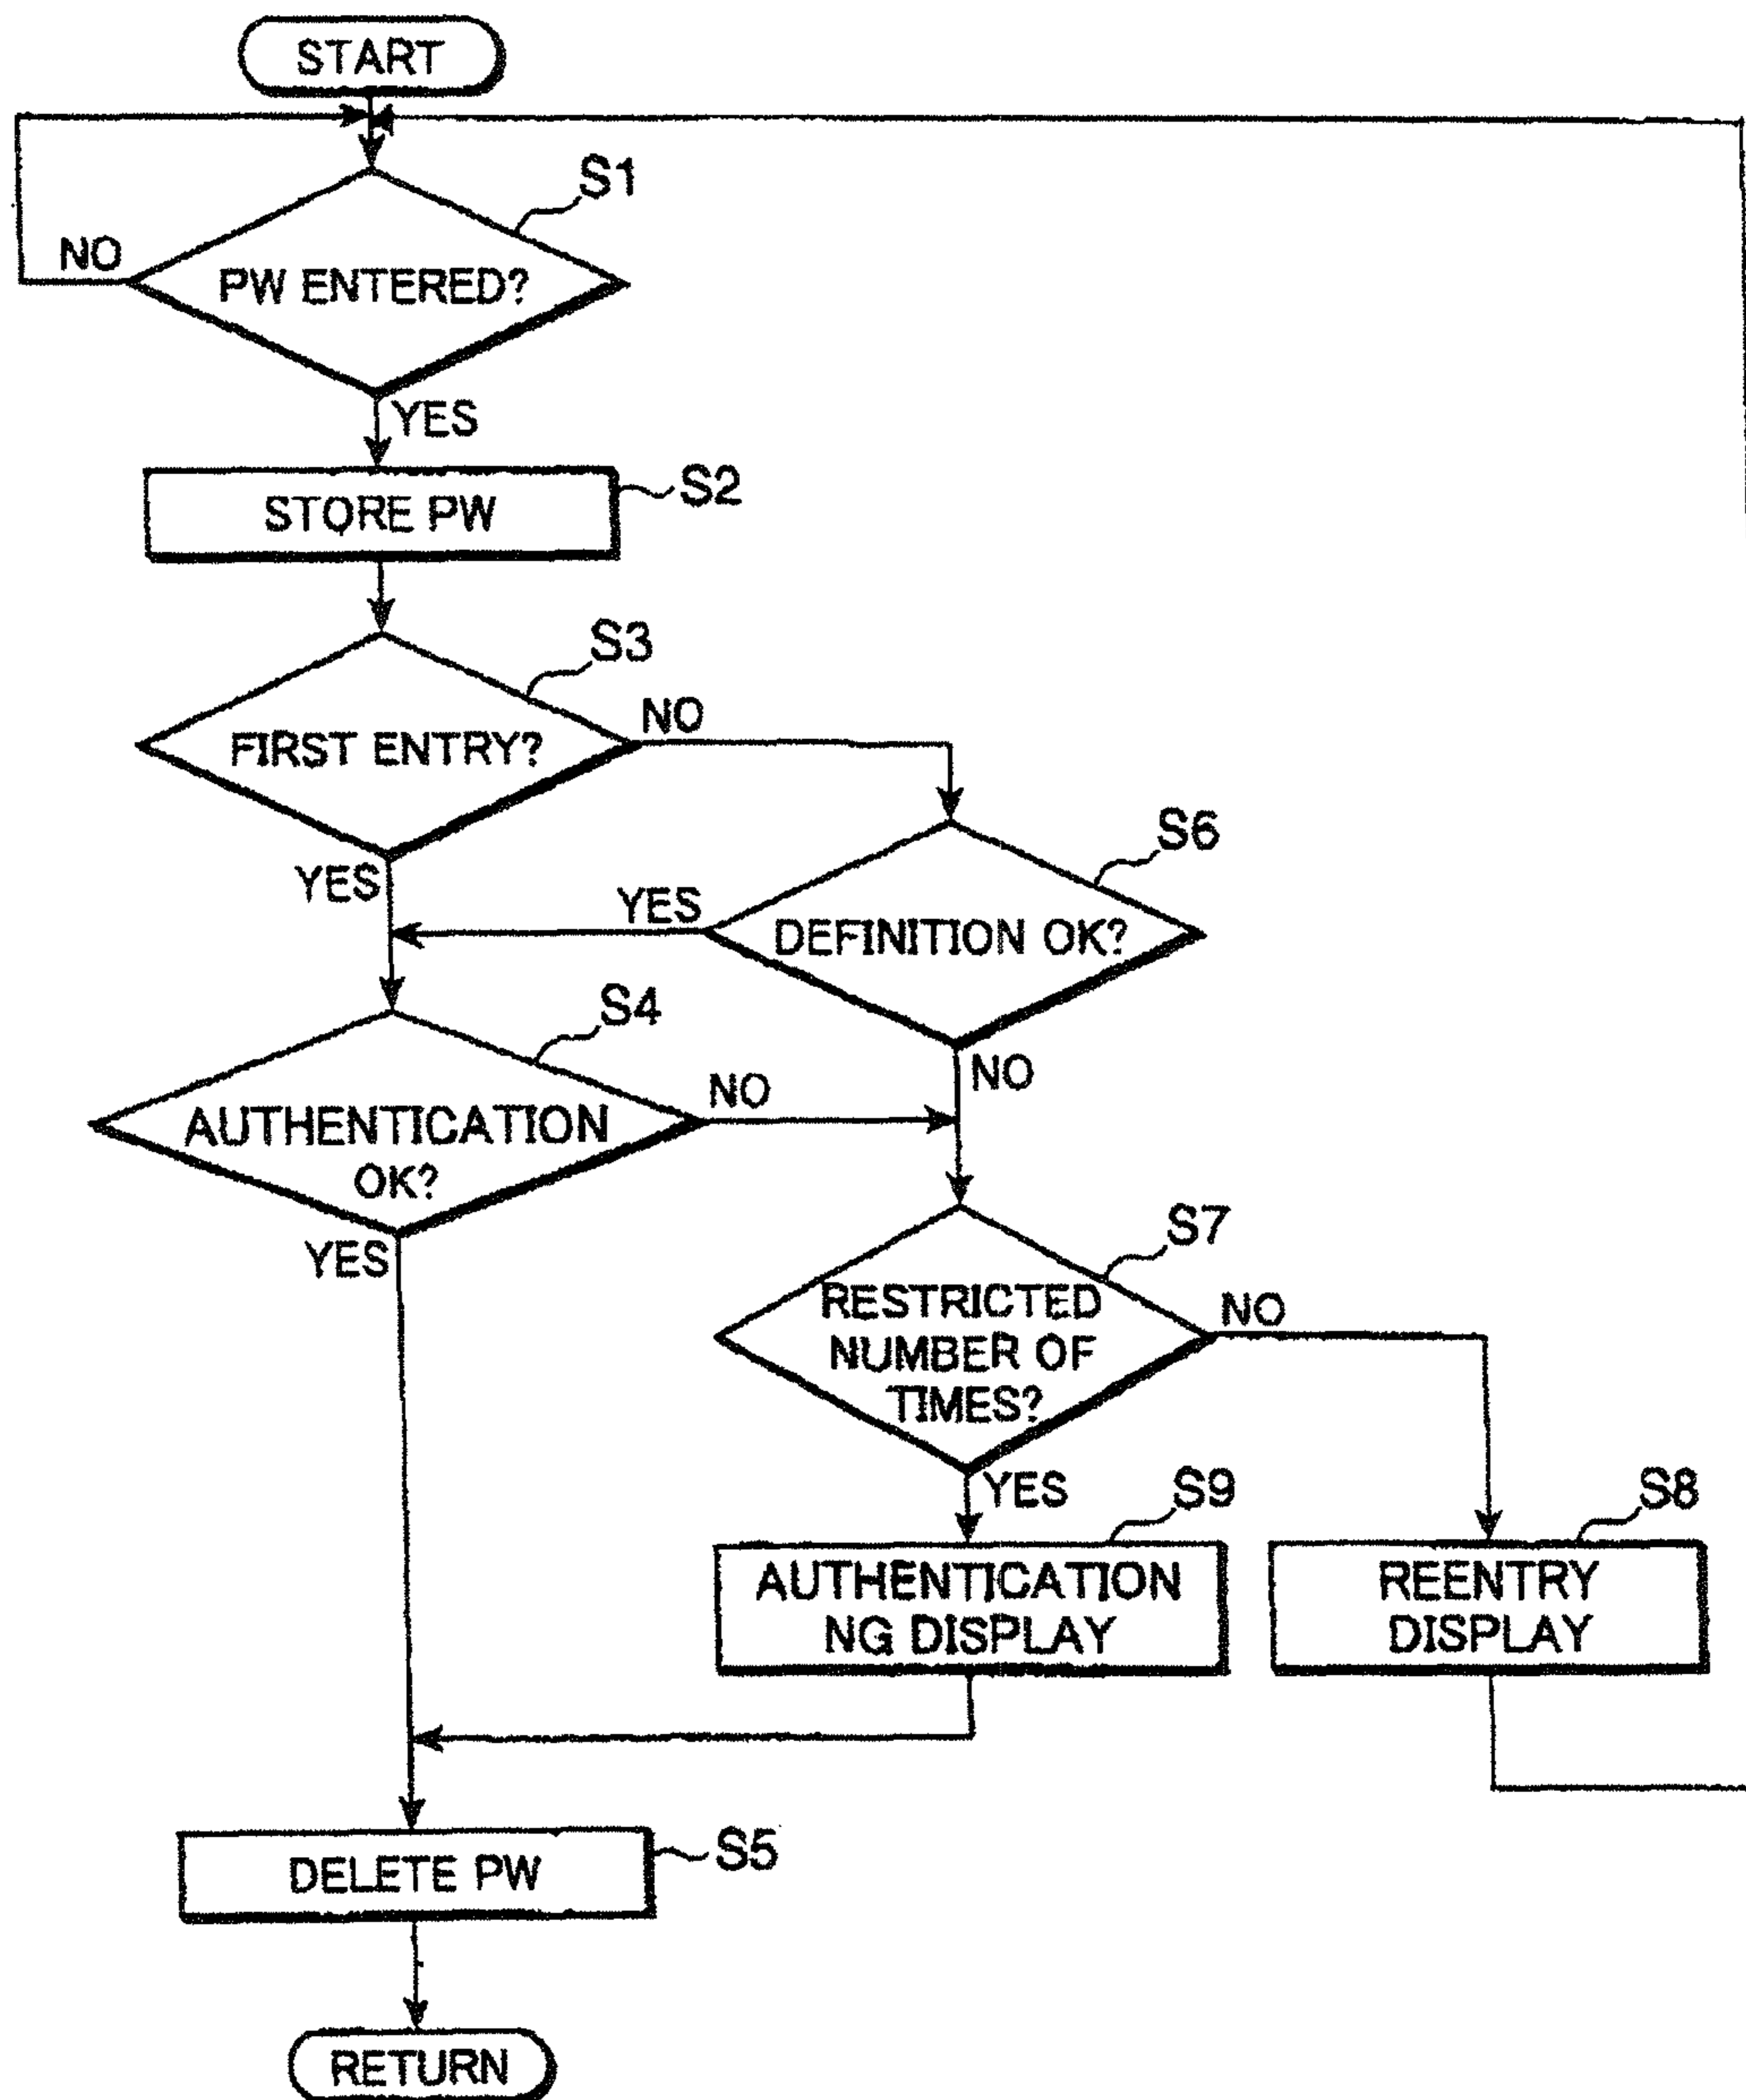 START
S1
NO
PW ENTERED?
YES
STORE PW
S2
S3
FIRST ENTRY?
NO
YES
S6
YES
DEFINITION OK?
S4
NO
NO
AUTHENTICATION
OK?
YES
S7
RESTRICTED
NUMBER OF
TIMES?
NO
YES
S9
S8
AUTHENTICATION
NG DISPLAY
REENTRY
DISPLAY
DELETE PW
S5
RETURN